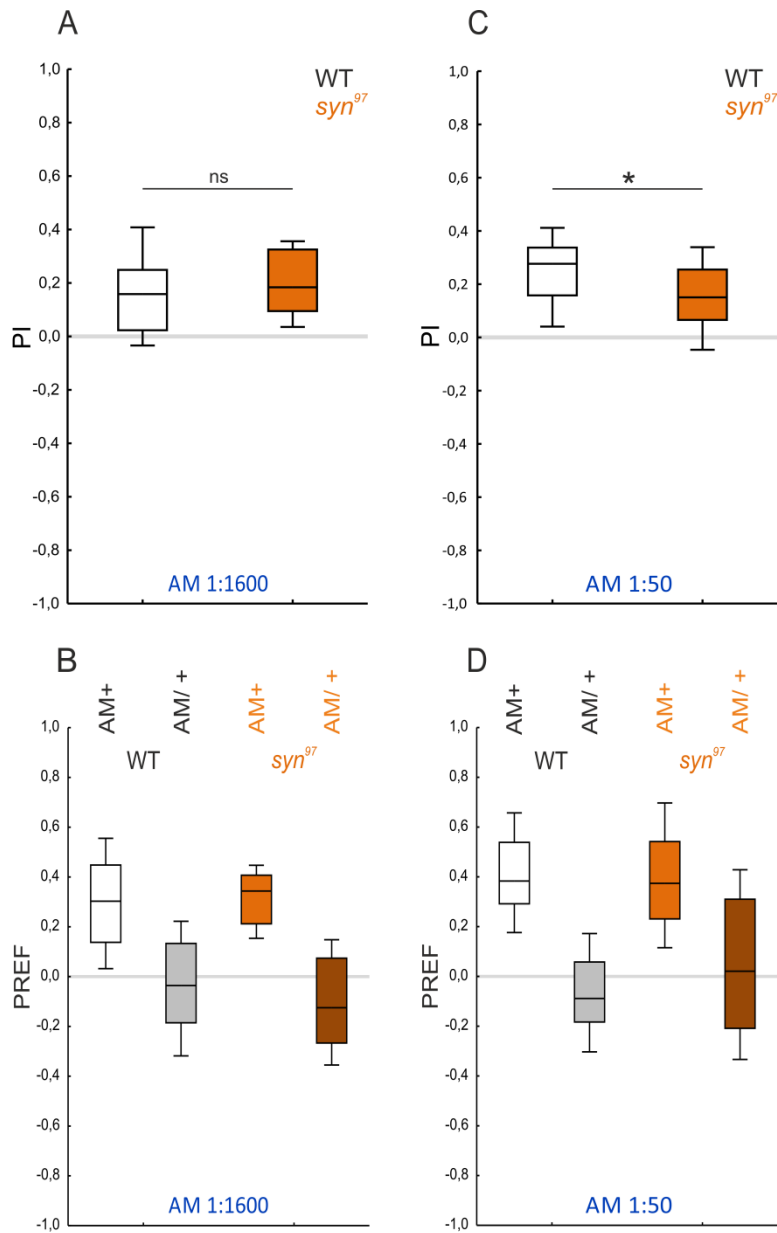 A
WT
syn97
1,0
0,8
0,6
0,4
0,2
0,0
-0,2
-0,4
-0,6
-0,8
-1,0
PI
ns
AM 1:1600
C
WT
syn97
1,0
0,8
0,6
0,4
0,2
0,0
-0,2
-0,4
-0,6
-0,8
-1,0
PI
*
AM 1:50
B
AM+
AM/ +
AM+
AM/ +
WT
syn97
1,0
0,8
0,6
0,4
0,2
0,0
-0,2
-0,4
-0,6
-0,8
-1,0
PREF
AM 1:1600
D
AM+
AM/ +
AM+
AM/ +
WT
syn97
1,0
0,8
0,6
0,4
0,2
0,0
-0,2
-0,4
-0,6
-0,8
-1,0
PREF
AM 1:50